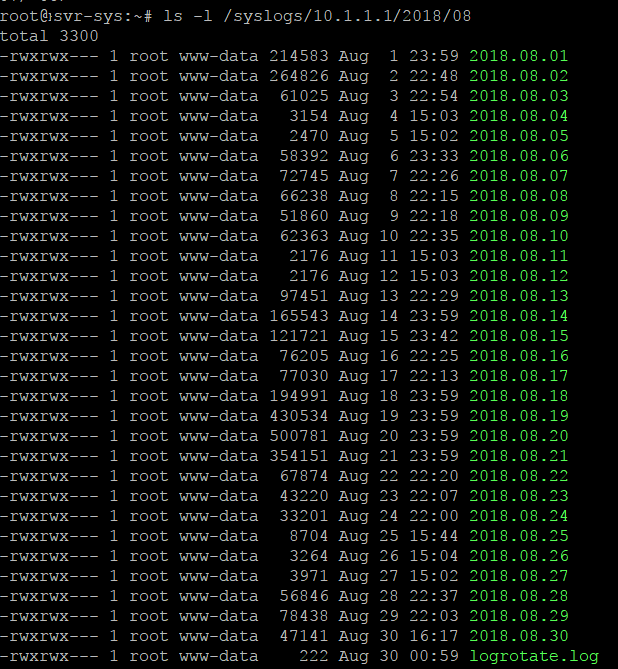 root@svr-sys:~# ls -l /syslogs/10.1.1.1/2018/08
total 3300
-rwxrwx--- 1 root www-data 214583 Aug  1 23:59 2018.08.01
-rwxrwx--- 1 root www-data 264826 Aug  2 22:48 2018.08.02
-rwxrwx--- 1 root www-data  61025 Aug  3 22:54 2018.08.03
-rwxrwx--- 1 root www-data   3154 Aug  4 15:03 2018.08.04
-rwxrwx--- 1 root www-data   2470 Aug  5 15:02 2018.08.05
-rwxrwx--- 1 root www-data  58392 Aug  6 23:33 2018.08.06
-rwxrwx--- 1 root www-data  72745 Aug  7 22:26 2018.08.07
-rwxrwx--- 1 root www-data  66238 Aug  8 22:15 2018.08.08
-rwxrwx--- 1 root www-data  51860 Aug  9 22:18 2018.08.09
-rwxrwx--- 1 root www-data  62363 Aug 10 22:35 2018.08.10
-rwxrwx--- 1 root www-data   2176 Aug 11 15:03 2018.08.11
-rwxrwx--- 1 root www-data   2176 Aug 12 15:03 2018.08.12
-rwxrwx--- 1 root www-data  97451 Aug 13 22:29 2018.08.13
-rwxrwx--- 1 root www-data 165543 Aug 14 23:59 2018.08.14
-rwxrwx--- 1 root www-data 121721 Aug 15 23:42 2018.08.15
-rwxrwx--- 1 root www-data  76205 Aug 16 22:25 2018.08.16
-rwxrwx--- 1 root www-data  77030 Aug 17 22:13 2018.08.17
-rwxrwx--- 1 root www-data 194991 Aug 18 23:59 2018.08.18
-rwxrwx--- 1 root www-data 430534 Aug 19 23:59 2018.08.19
-rwxrwx--- 1 root www-data 500781 Aug 20 23:59 2018.08.20
-rwxrwx--- 1 root www-data 354151 Aug 21 23:59 2018.08.21
-rwxrwx--- 1 root www-data  67874 Aug 22 22:20 2018.08.22
-rwxrwx--- 1 root www-data  43220 Aug 23 22:07 2018.08.23
-rwxrwx--- 1 root www-data  33201 Aug 24 22:00 2018.08.24
-rwxrwx--- 1 root www-data   8704 Aug 25 15:44 2018.08.25
-rwxrwx--- 1 root www-data   3264 Aug 26 15:04 2018.08.26
-rwxrwx--- 1 root www-data   3971 Aug 27 15:02 2018.08.27
-rwxrwx--- 1 root www-data  56846 Aug 28 22:37 2018.08.28
-rwxrwx--- 1 root www-data  78438 Aug 29 22:03 2018.08.29
-rwxrwx--- 1 root www-data  47141 Aug 30 16:17 2018.08.30
-rwxrwx--- 1 root www-data    222 Aug 30 00:59 logrotate.log